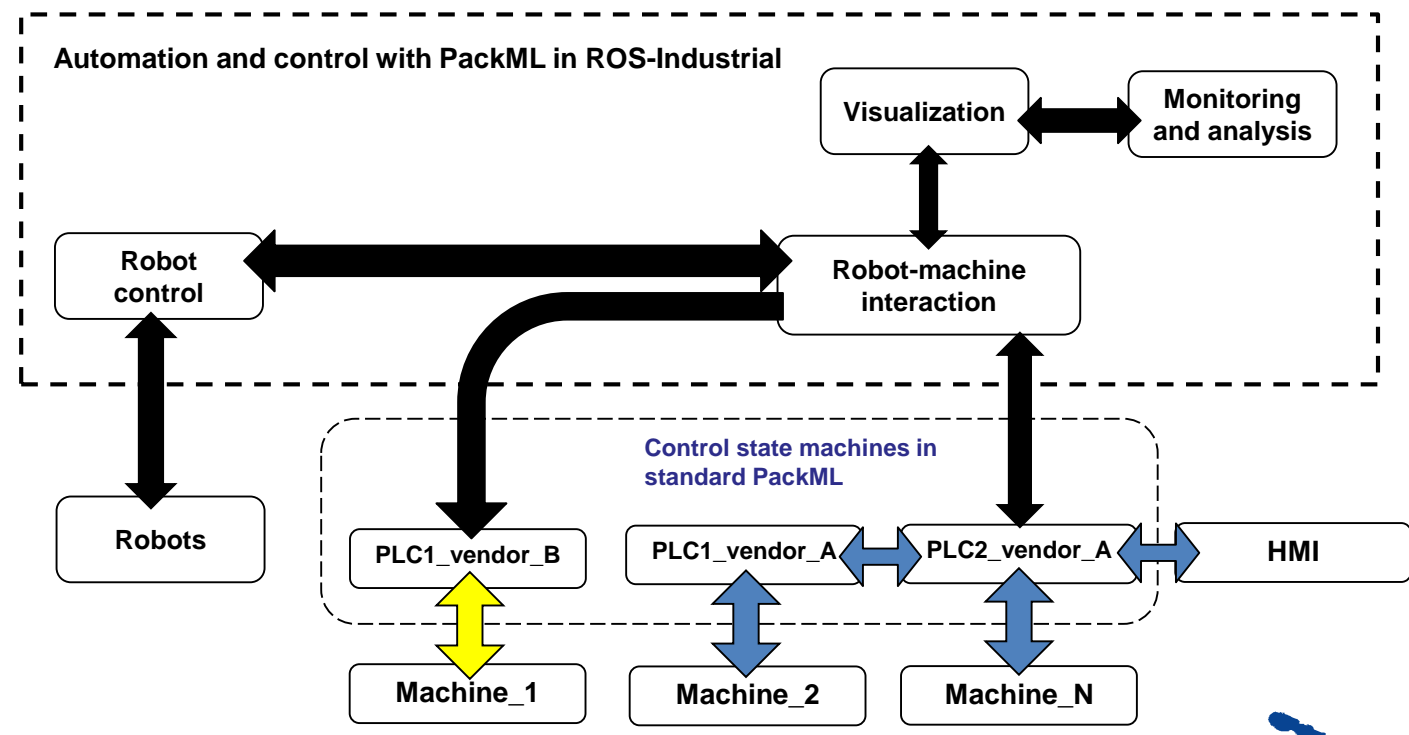 Automation and control with PackML in ROS-Industrial
Visualization
Monitoring
and analysis
Robot
control
Robot-machine
interaction
Control state machines in
standard PackML
Robots
PLC1_vendor_B
PLC1_vendor_A
PLC2_vendor_A
HMI
Machine_1
Machine_2
Machine_N